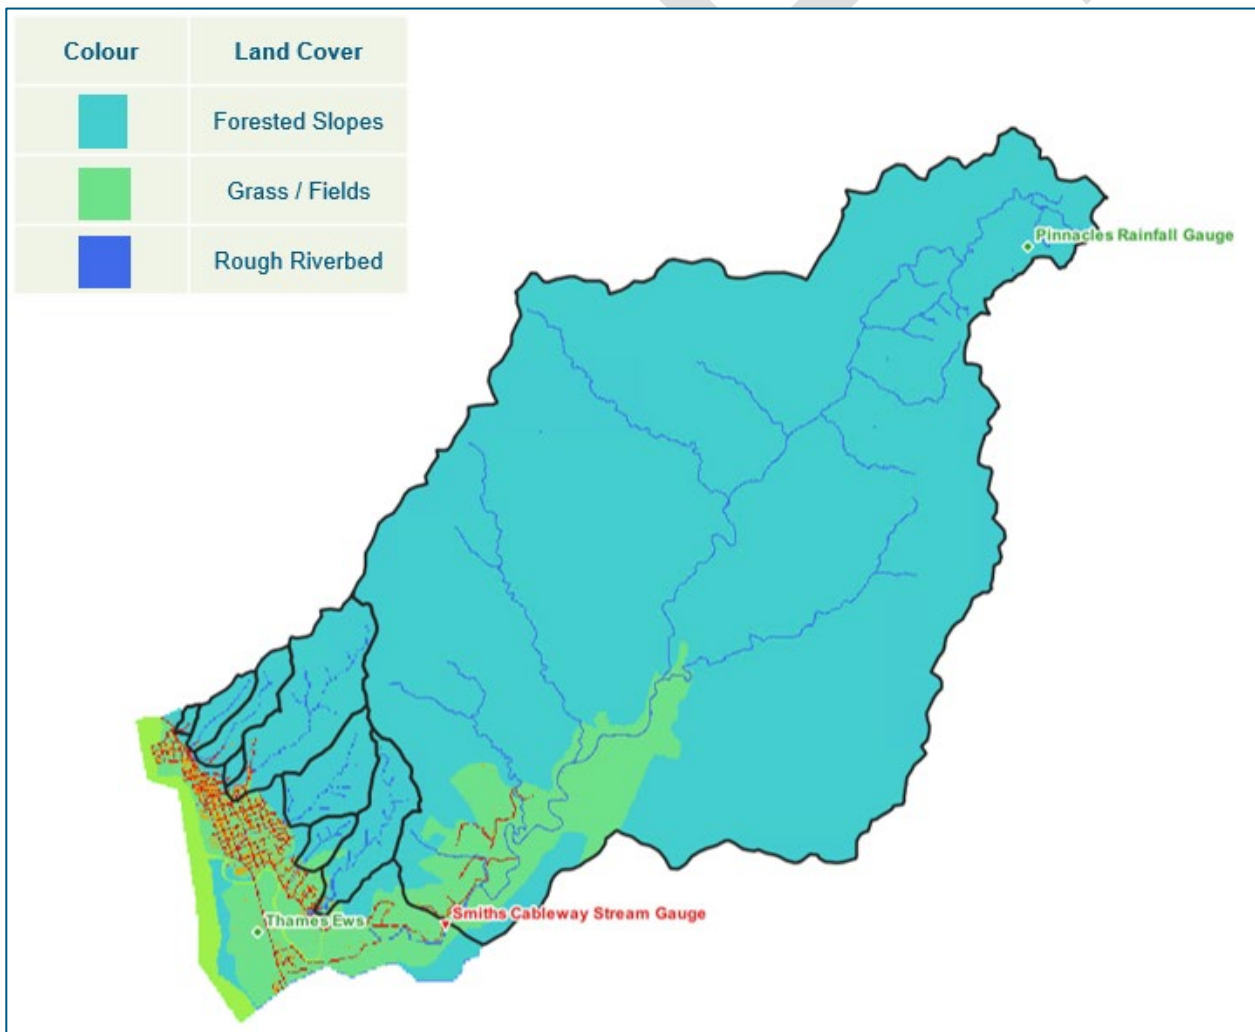 Colour Land Cover
Forested Slopes
Grass / Fields
Rough Riverbed
Pinnacles Rainfall Gauge
Smiths Cableway Stream Gauge
Thames Ews